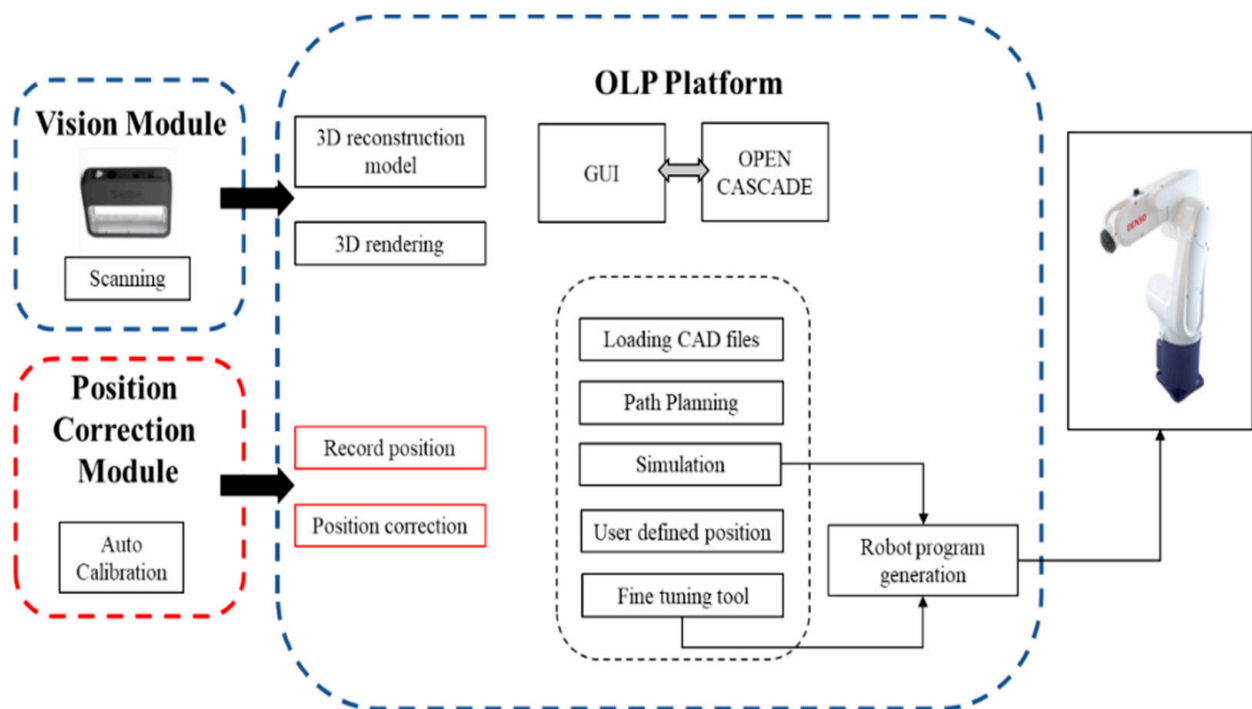 OLP Platform
Vision Module
Scanning
3D reconstruction
model
3D rendering
GUI
OPEN
CASCADE
DENSO
Position
Correction
Module
Auto
Calibration
Record position
Position correction
Loading CAD files
Path Planning
Simulation
User defined position
Fine tuning tool
Robot program
generation